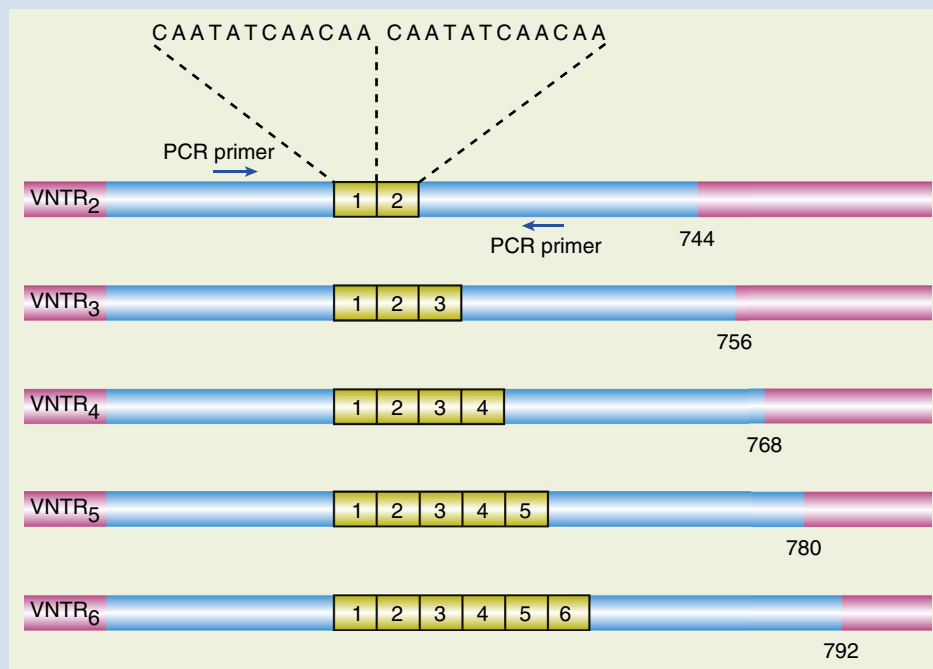 CAATATCAACAA CAATATCAACAA
PCR primer
VNTR2 1 2
PCR primer 744
VNTR3 1 2 3
756
VNTR4 1 2 3 4
768
VNTR5 1 2 3 4 5
780
VNTR6 1 2 3 4 5 6
792